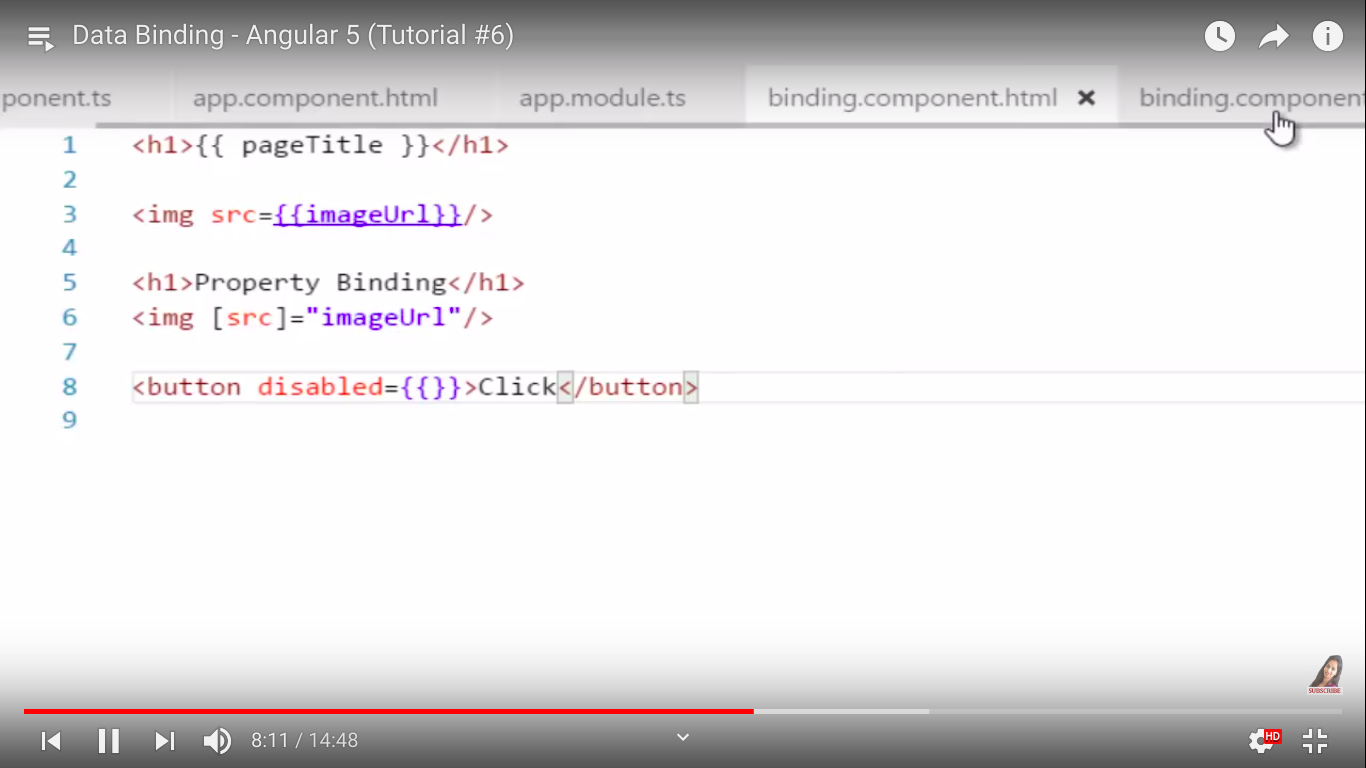 Data Binding - Angular 5 (Tutorial #6)
ponent.ts app.component.html app.module.ts binding.component.html binding.component
1 <h1>{{ pageTitle }}</h1>
2
3 <img src={{imageUrl}}/>
4
5 <h1>Property Binding</h1>
6 <img [src]="imageUrl"/>
7
8 <button disabled={{}}>Click</button>
9
SUBSCRIBE
8:11 / 14:48
HD